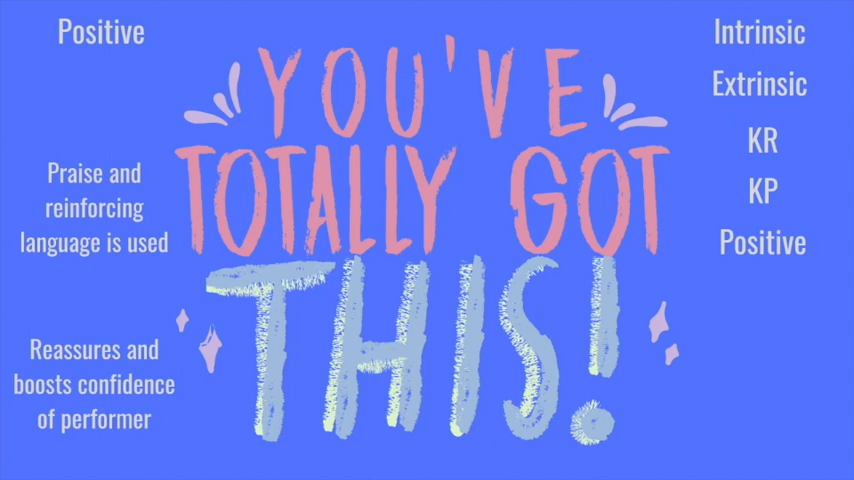 Positive
Praise and
reinforcing
language is used
Reassures and
boosts confidence
of performer
YOU'VE
TOTALLY GOT
THIS!
Intrinsic
Extrinsic
KR
KP
Positive